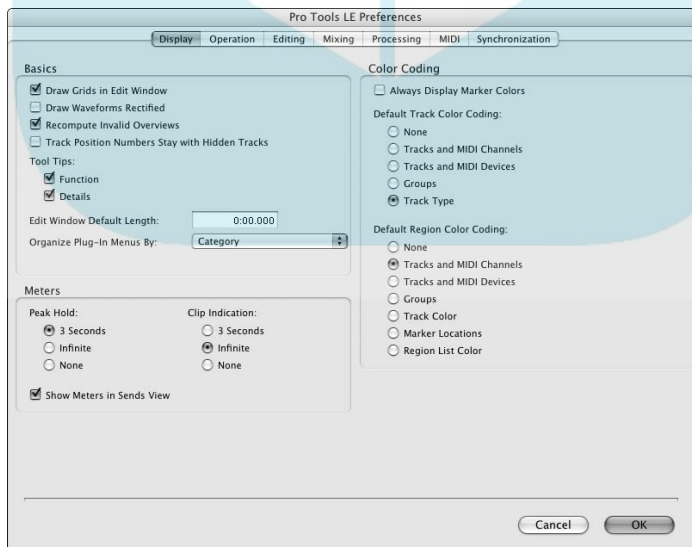 Pro Tools LE Preferences
Display Operation Editing Mixing Processing MIDI Synchronization
Basics
Draw Grids in Edit Window
Draw Waveforms Rectified
Recompute Invalid Overviews
Track Position Numbers Stay with Hidden Tracks
Tool Tips:
Function
Details
Edit Window Default Length: 0:00.000
Organize Plug-In Menus By: Category
Meters
Peak Hold: Clip Indication:
3 Seconds 3 Seconds
Infinite Infinite
None None
Show Meters in Sends View
Color Coding
Always Display Marker Colors
Default Track Color Coding:
None
Tracks and MIDI Channels
Tracks and MIDI Devices
Groups
Track Type
Default Region Color Coding:
None
Tracks and MIDI Channels
Tracks and MIDI Devices
Groups
Track Color
Marker Locations
Region List Color
Cancel OK